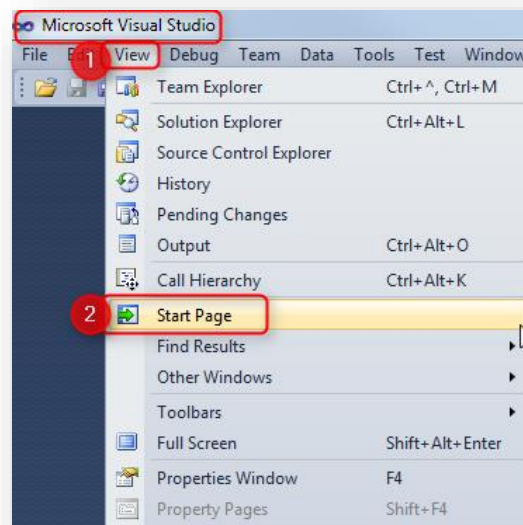 Microsoft Visual Studio
File Edit View Debug Team Data Tools Test Window
1
Team Explorer Ctrl+^, Ctrl+M
Solution Explorer Ctrl+Alt+L
Source Control Explorer
History
Pending Changes
Output Ctrl+Alt+O
Call Hierarchy Ctrl+Alt+K
2 Start Page
Find Results
Other Windows
Toolbars
Full Screen Shift+Alt+Enter
Properties Window F4
Property Pages Shift+F4